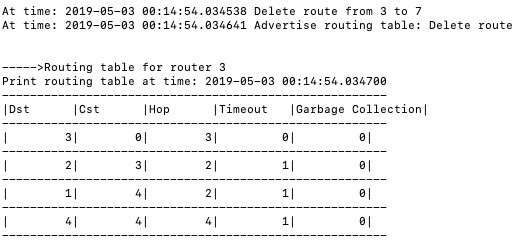 At time: 2019-05-03 00:14:54.034538 Delete route from 3 to 7
At time: 2019-05-03 00:14:54.034641 Advertise routing table: Delete route
----->Routing table for router 3
Print routing table at time: 2019-05-03 00:14:54.034700
------------------------------------------------------
|Dst      |Cst      |Hop      |Timeout   |Garbage Collection|
------------------------------------------------------
|        3|        0|        3|         0|         0|
------------------------------------------------------
|        2|        3|        2|         1|         0|
------------------------------------------------------
|        1|        4|        2|         1|         0|
------------------------------------------------------
|        4|        4|        4|         1|         0|
------------------------------------------------------